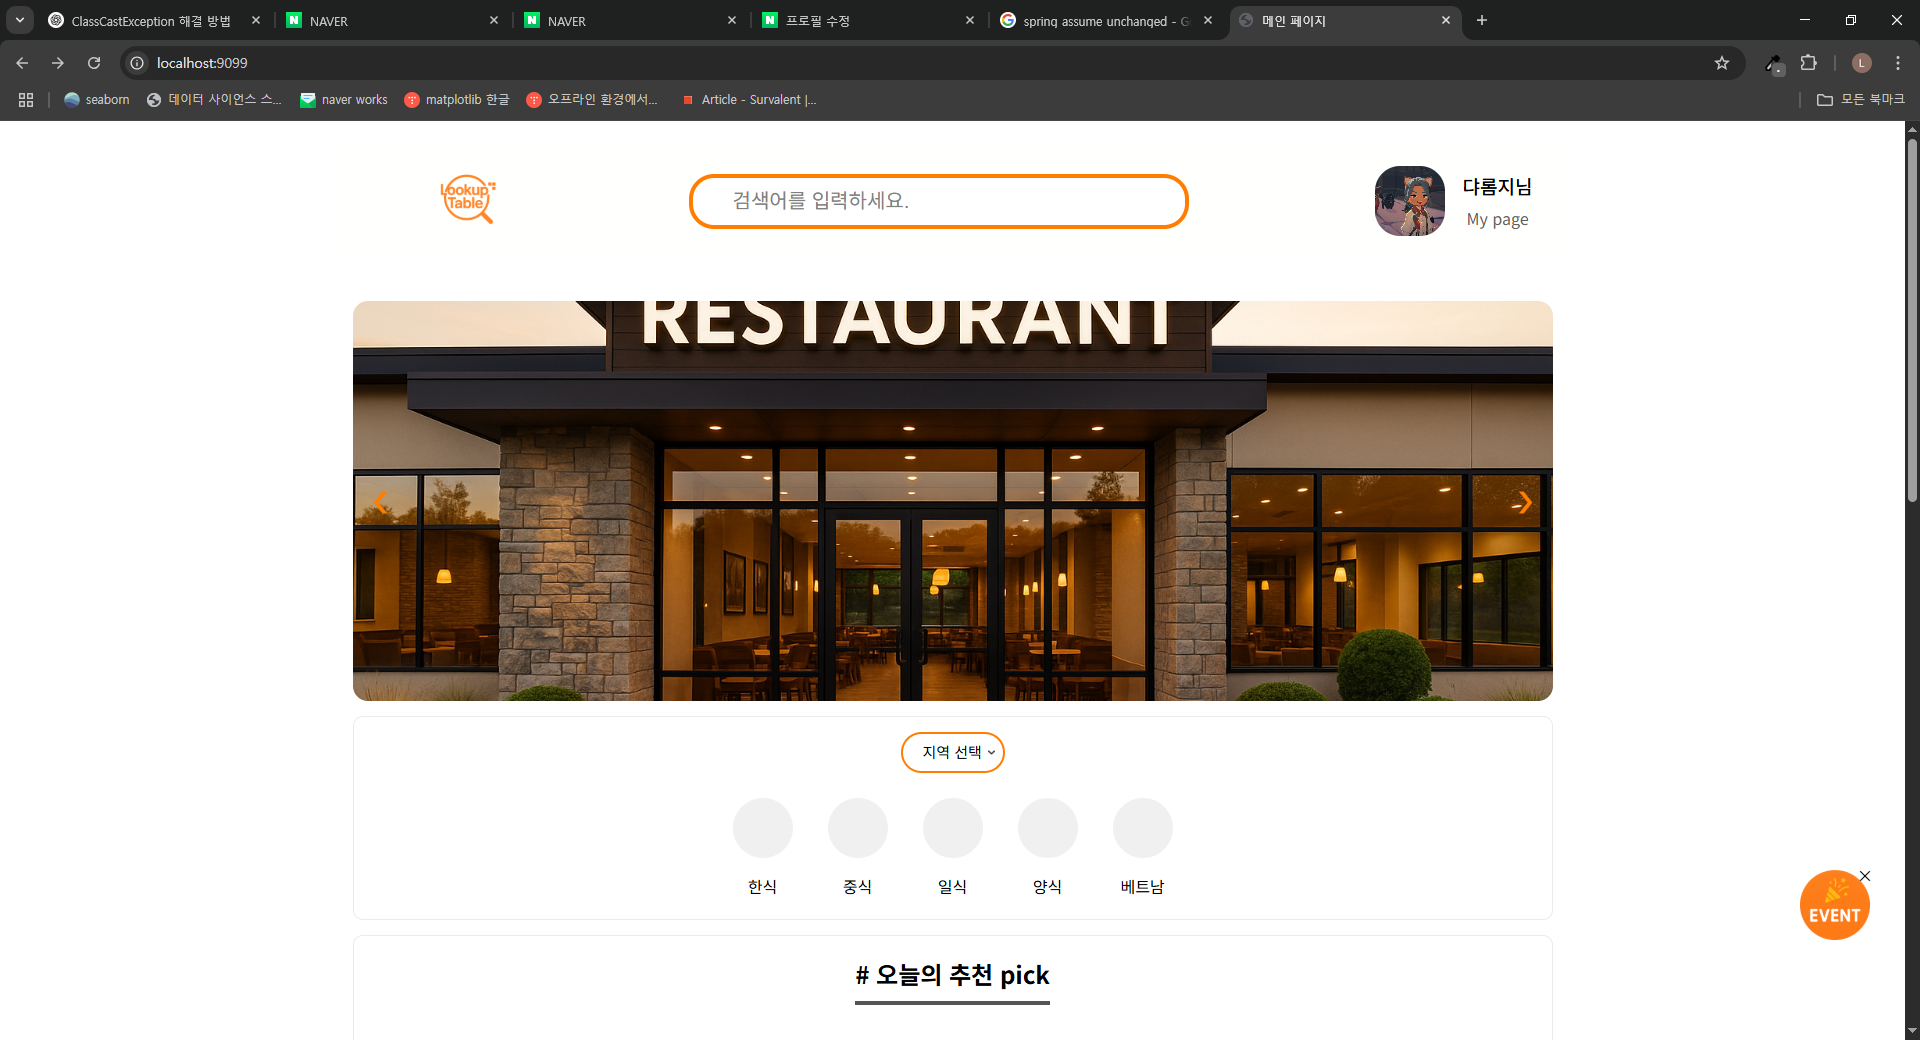 ClassCastException 해결 방법
NAVER
NAVER
프로필 수정
spring assume unchanged - G
메인 페이지
localhost:9099
L
seaborn
데이터 사이언스 스...
naver works
matplotlib 한글
오프라인 환경에서...
Article - Survalent |...
모든 북마크
Lookup
Table
검색어를 입력하세요.
댜롬지님
My page
RESTAURANT
지역 선택
한식
중식
일식
양식
베트남
EVENT
# 오늘의 추천 pick